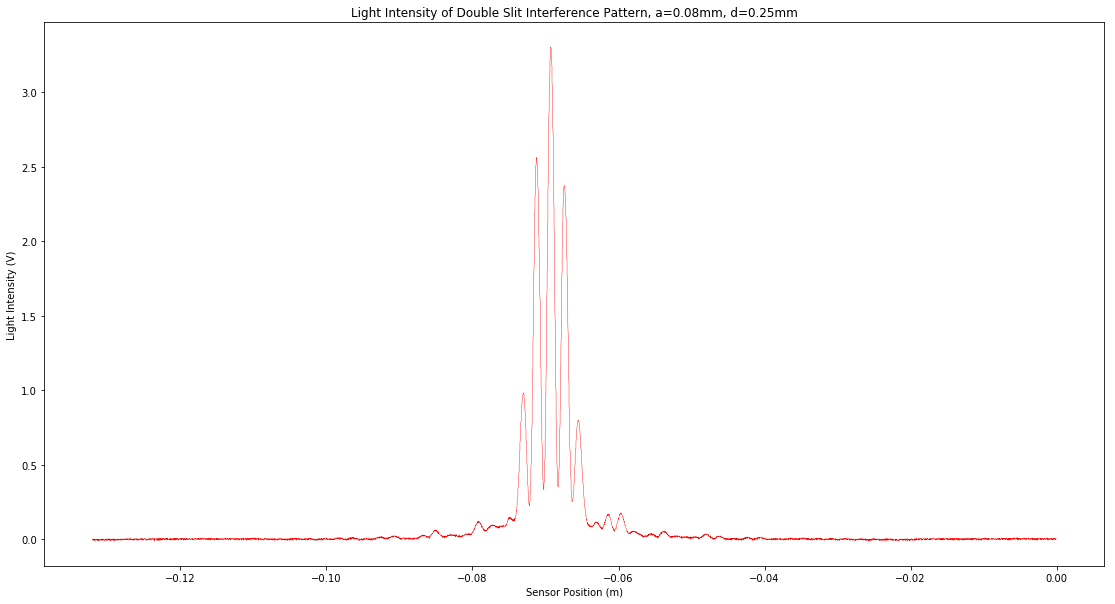 Light Intensity of Double Slit Interference Pattern, a=0.08mm, d=0.25mm
3.0
2.5
2.0
1.5
1.0
0.5
0.0
Light Intensity (V)
−0.12 −0.10 −0.08 −0.06 −0.04 −0.02 0.00
Sensor Position (m)